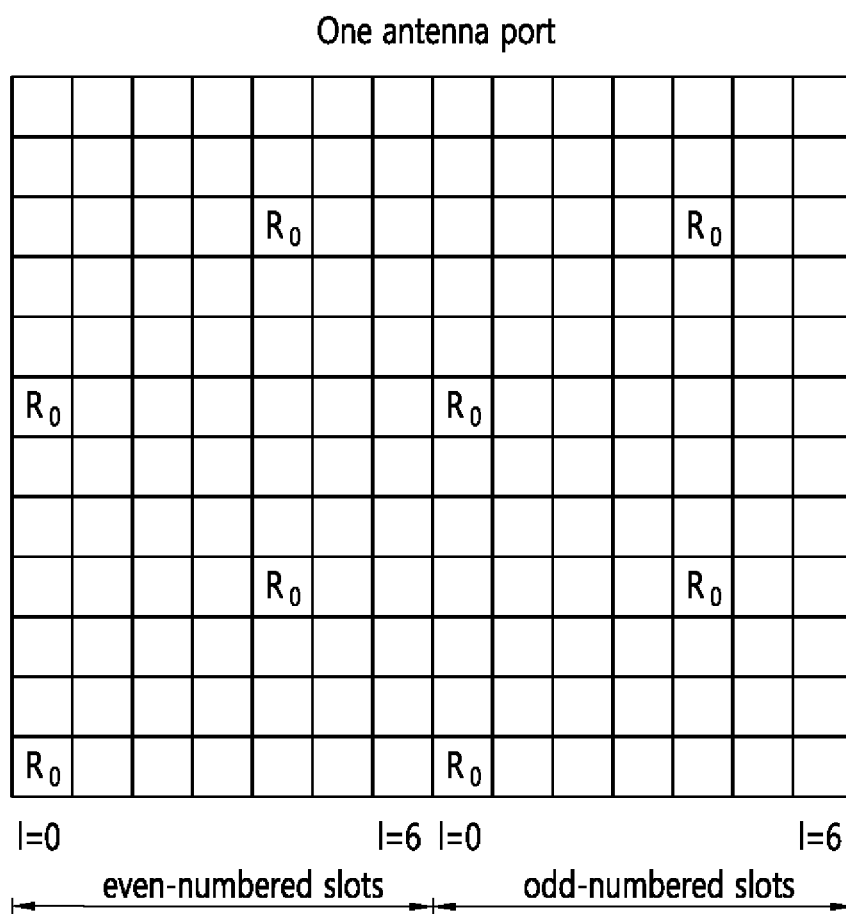 One antenna port
R₀ R₀
R₀ R₀
R₀ R₀
R₀ R₀
l=0 l=6 l=0 l=6
even-numbered slots odd-numbered slots